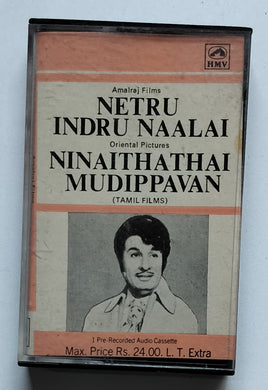 HMV
Amalraj Films
NETRU
INDRU NAALAI
Oriental Pictures
NINAITHATHAI
MUDIPPAVAN
(TAMIL FILMS)
1 Pre-Recorded Audio Cassette
Max. Price Rs. 24.00. L. T. Extra